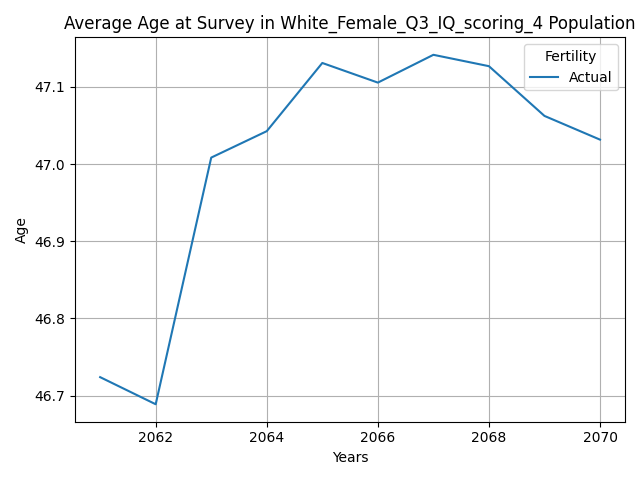 Average Age at Survey in White_Female_Q3_IQ_scoring_4 Population
Fertility
Actual
47.1
47.0
46.9
46.8
46.7
Age
2062 2064 2066 2068 2070
Years